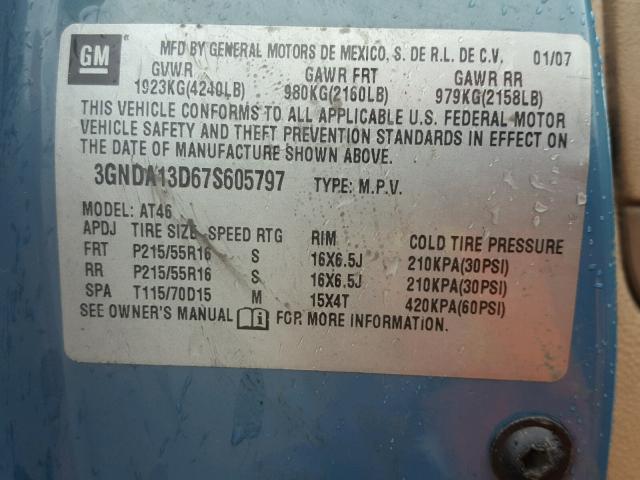 GM
MFD BY GENERAL MOTORS DE MEXICO, S. DE R.L. DE C.V. 01/07
GVWR GAWR FRT GAWR RR
1923KG(4240LB) 980KG(2160LB) 979KG(2158LB)
THIS VEHICLE CONFORMS TO ALL APPLICABLE U.S. FEDERAL MOTOR
VEHICLE SAFETY AND THEFT PREVENTION STANDARDS IN EFFECT ON
THE DATE OF MANUFACTURE SHOWN ABOVE.
3GNDA13D67S605797 TYPE: M.P.V.
MODEL: AT46
APDJ TIRE SIZE SPEED RTG RIM COLD TIRE PRESSURE
FRT P215/55R16 S 16X6.5J 210KPA(30PSI)
RR P215/55R16 S 16X6.5J 210KPA(30PSI)
SPA T115/70D15 M 15X4T 420KPA(60PSI)
SEE OWNER'S MANUAL FOR MORE INFORMATION.